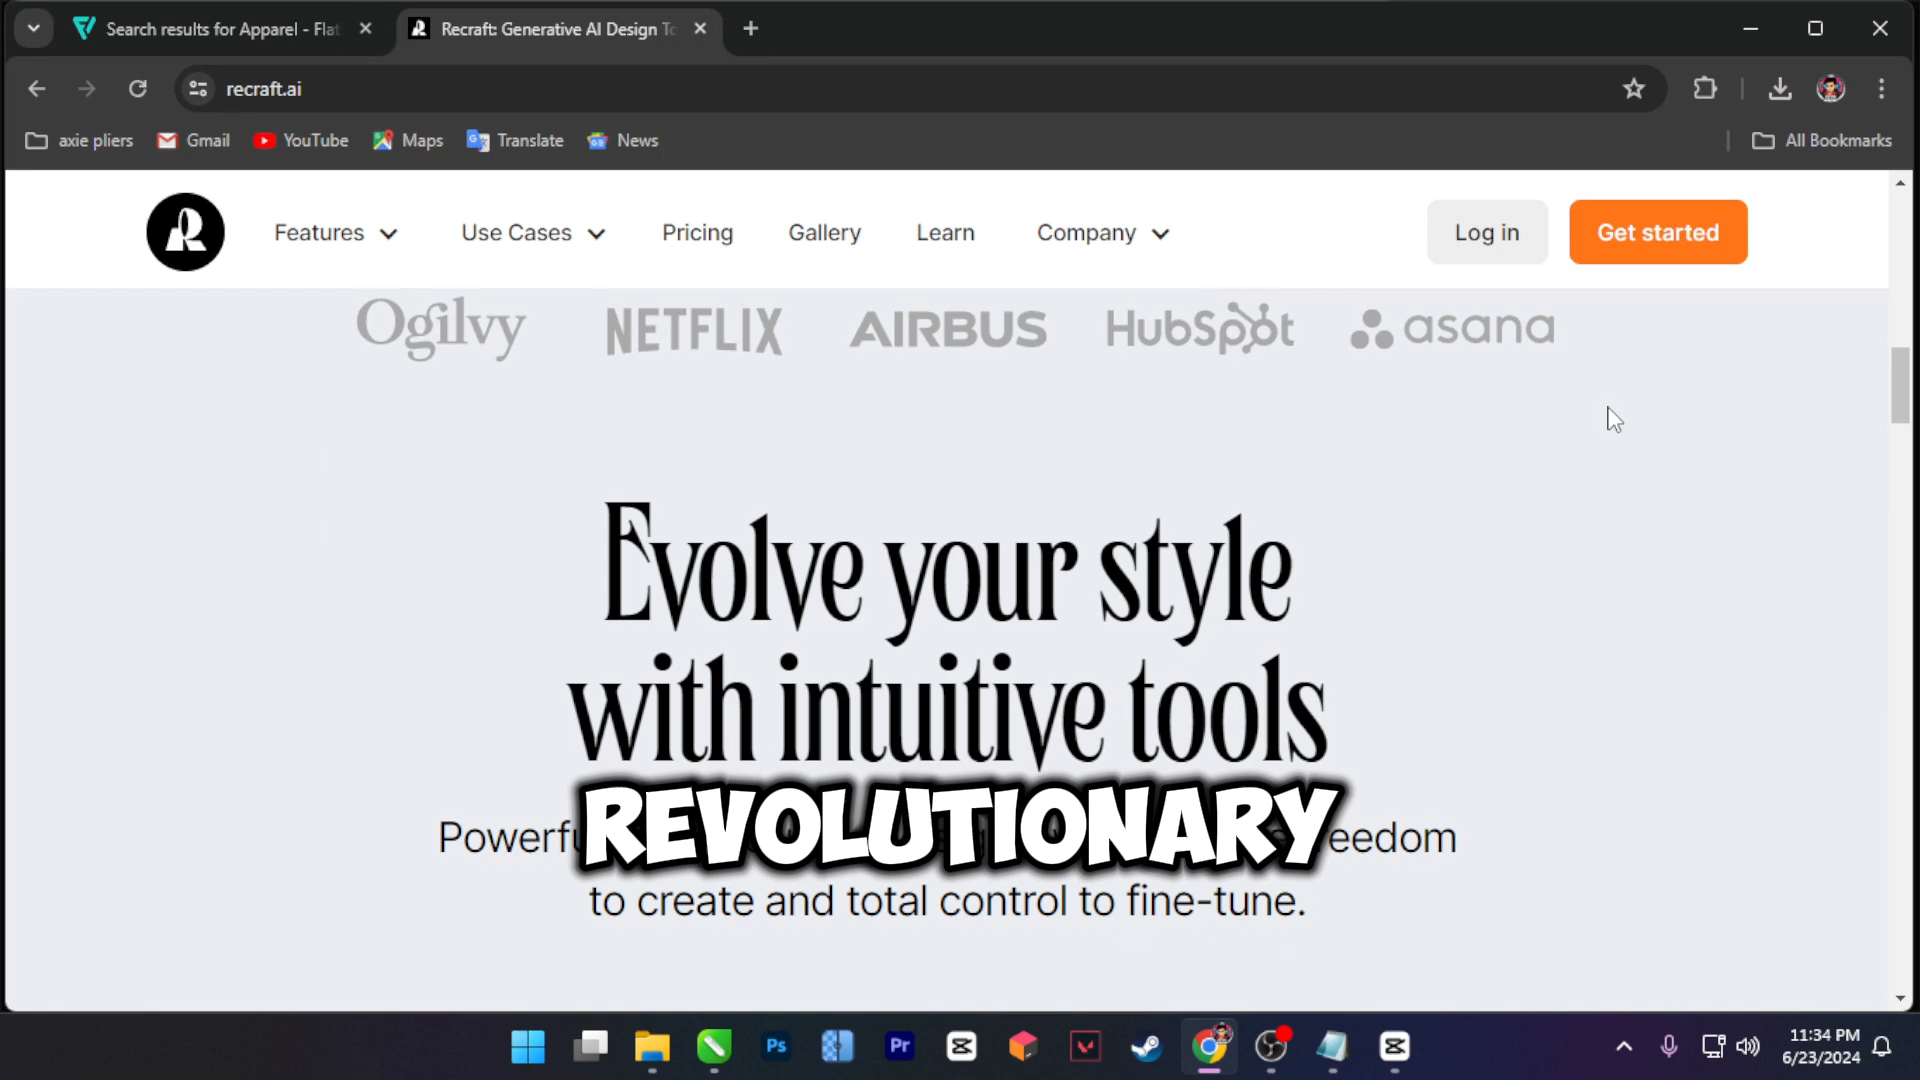 Search results for Apparel - Flat
Recraft: Generative AI Design To
recraft.ai
axie pliers
Gmail
YouTube
Maps
Translate
News
All Bookmarks
Features
Use Cases
Pricing
Gallery
Learn
Company
Log in
Get started
Ogilvy
NETFLIX
AIRBUS
HubSpot
asana
Evolve your style
with intuitive tools
REVOLUTIONARY
to create and total control to fine-tune.
Ps
Pr
11:34 PM
6/23/2024